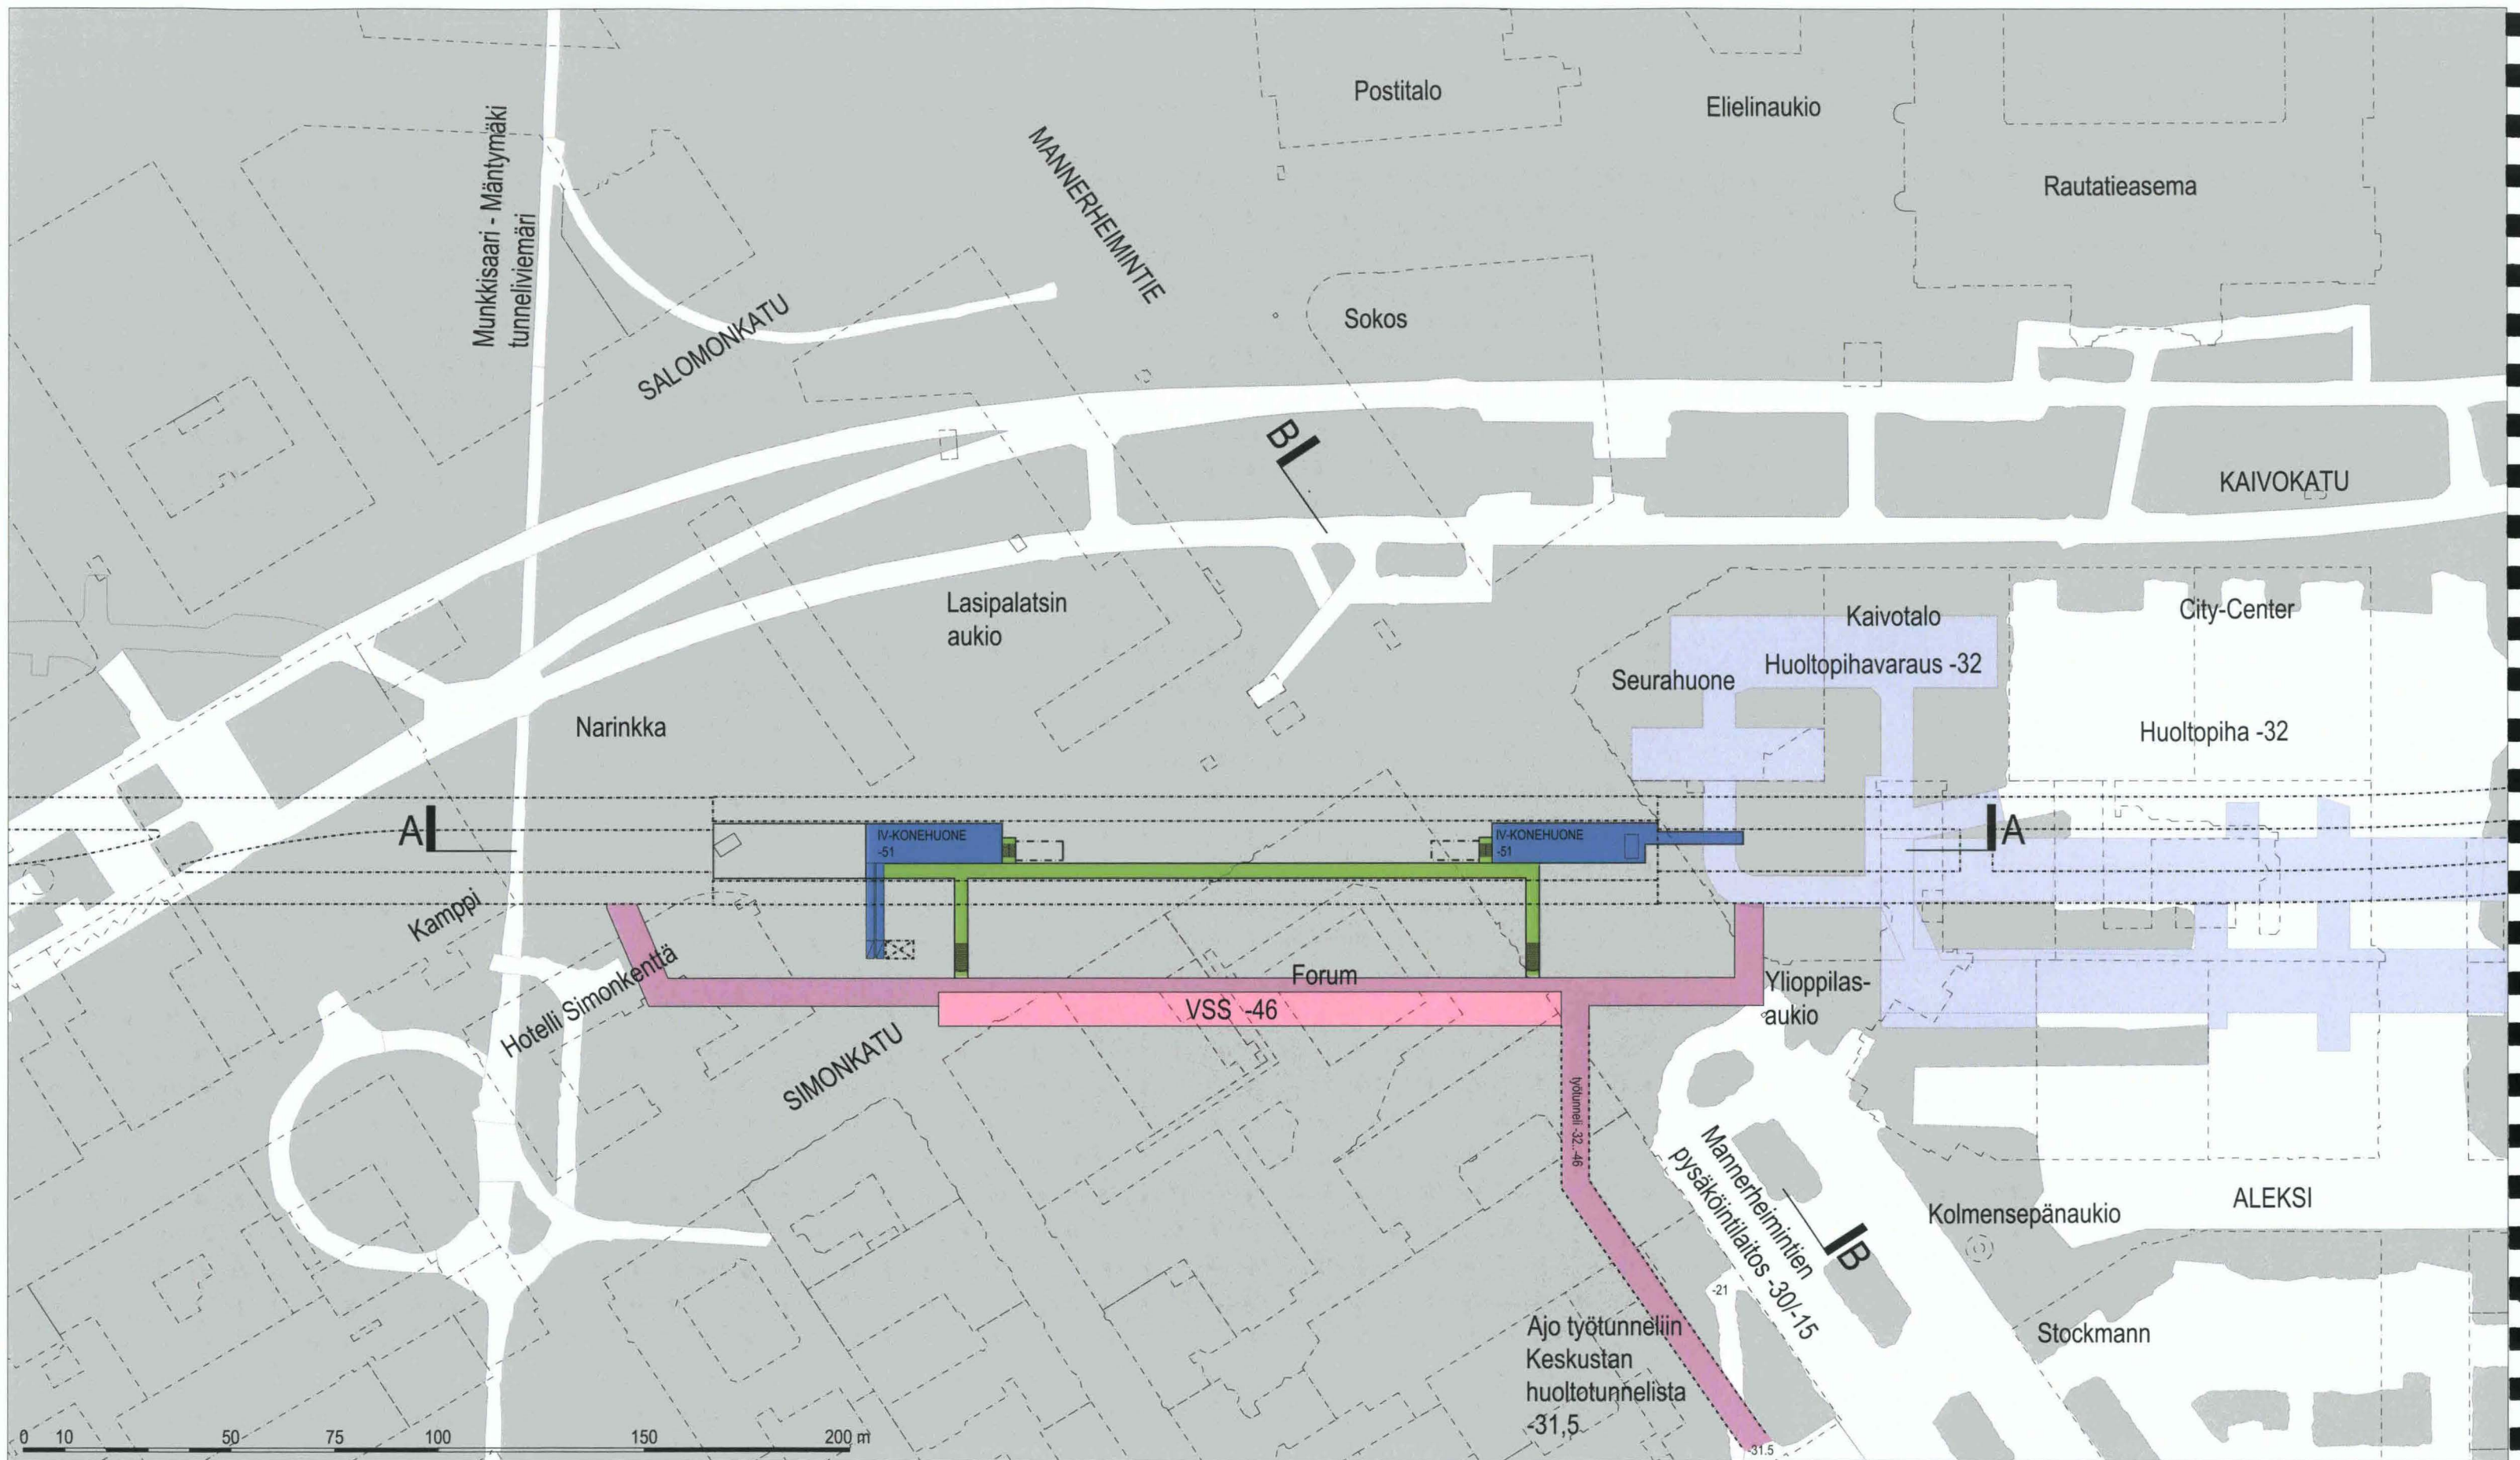 Postitalo
Elielinaukio
Rautatieasema
MANNERHEIMINTIE
Munkkisaari - Mäntymäki
tunneliviemäri
SALOMONKATU
Sokos
B
KAIVOKATU
Lasipalatsin
aukio
Kaivotalo
City-Center
Huoltopihavaraus -32
Seurahuone
Narinkka
Huoltopiha -32
A
IV-KONEHUONE
-51
IV-KONEHUONE
-51
A
Kamppi
Hotelli Simonkenttä
Forum
Ylioppilas-
aukio
VSS -46
SIMONKATU
työtunneli -32..-46
Mannerheimintien
pysäköintilaitos -30/-15
Kolmensepänaukio
ALEKSI
B
-21
Stockmann
Ajo työtunneliin
Keskustan
huoltotunnelista
-31,5
-31.5
0 10 50 75 100 150 200 m